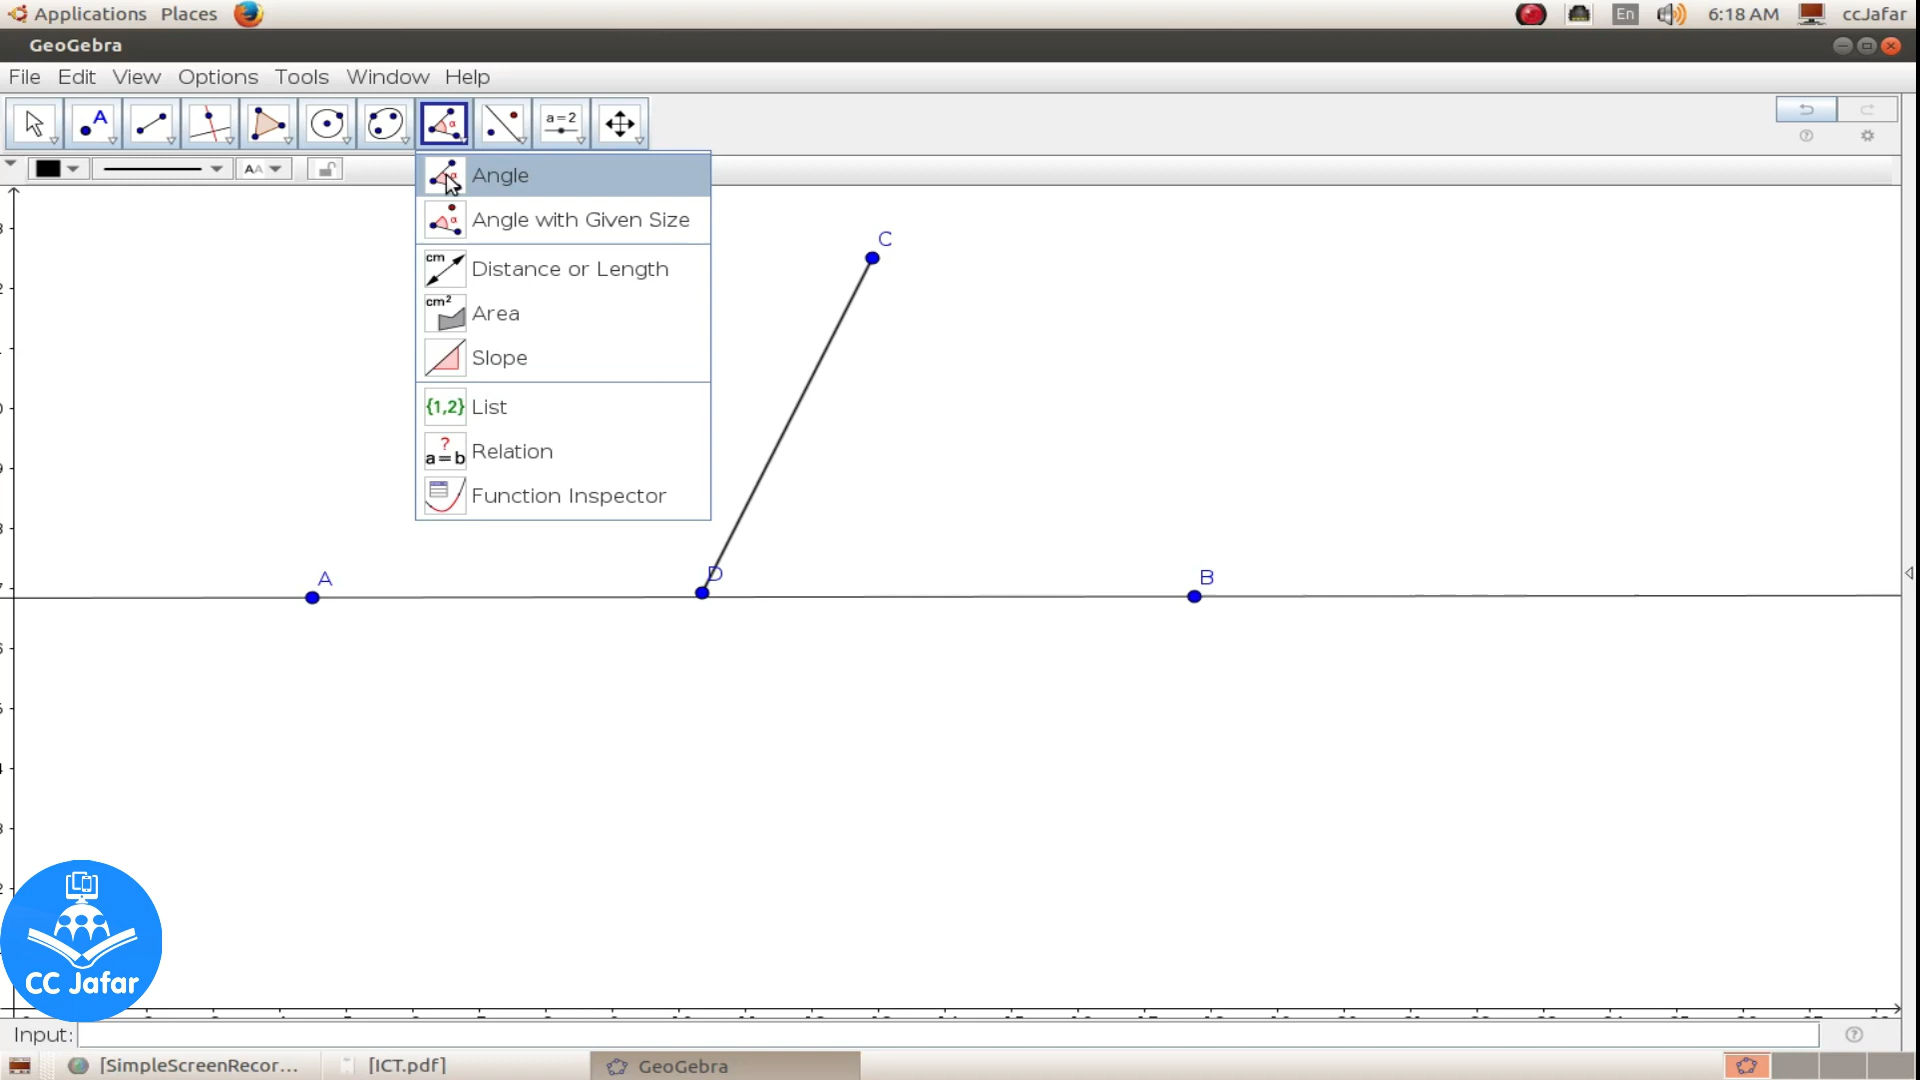 Applications Places En 6:18 AM ccJafar
GeoGebra
File Edit View Options Tools Window Help
A α a=2
AA
α Angle
α Angle with Given Size
cm Distance or Length
cm² Area
Slope
{1,2} List
? a=b Relation
Function Inspector
C
A D B
CC Jafar
Input:
[SimpleScreenRecor... [ICT.pdf] GeoGebra